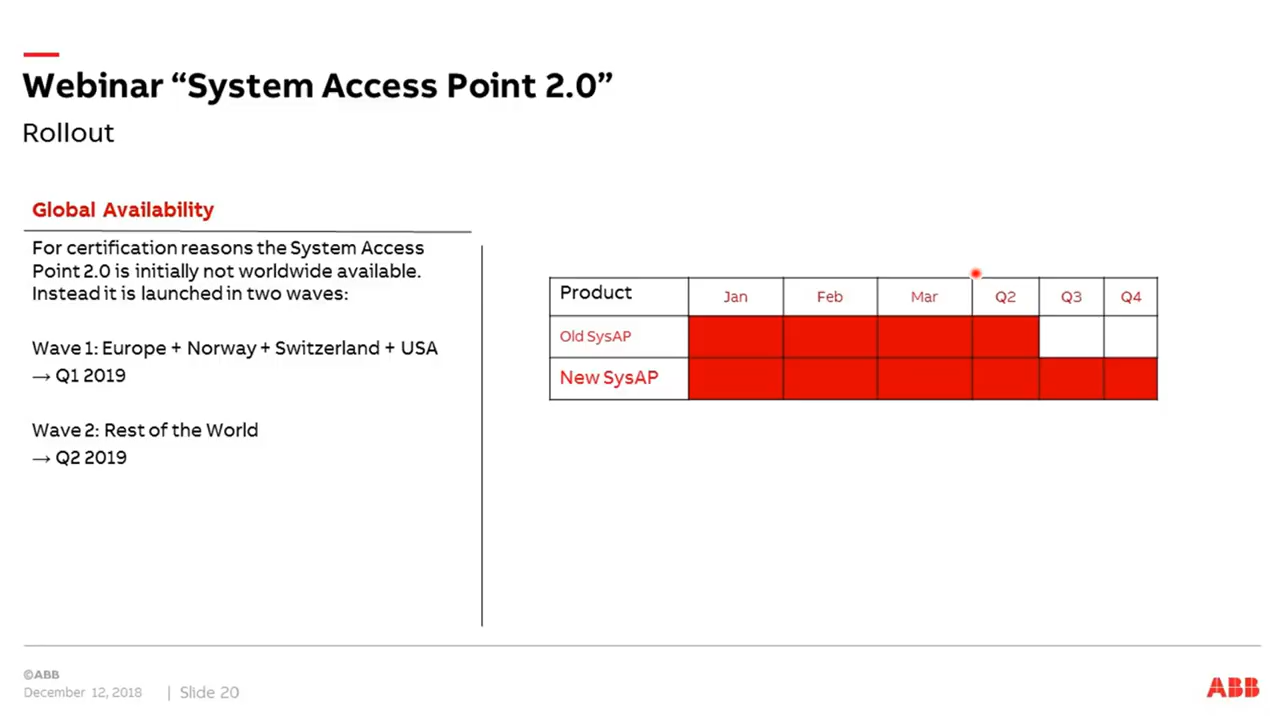 Webinar “System Access Point 2.0”
Rollout
Global Availability
For certification reasons the System Access
Point 2.0 is initially not worldwide available.
Instead it is launched in two waves:
Wave 1: Europe + Norway + Switzerland + USA
→ Q1 2019
Wave 2: Rest of the World
→ Q2 2019
Product Jan Feb Mar Q2 Q3 Q4
Old SysAP
New SysAP
©ABB
December 12, 2018 | Slide 20
ABB